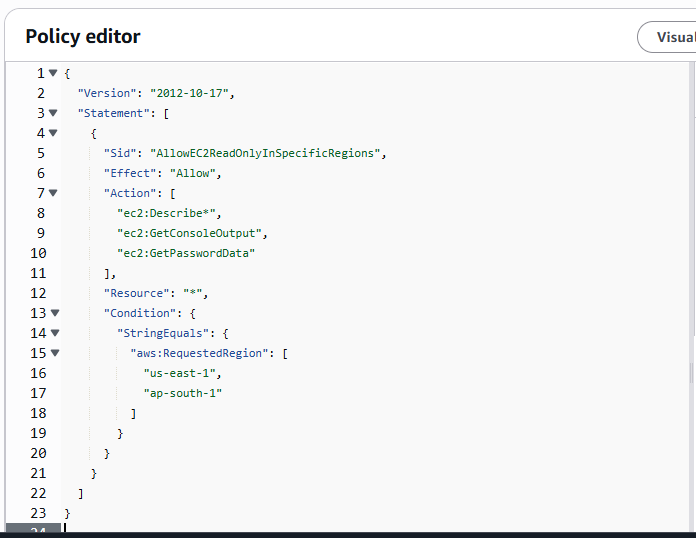 Policy editor
Visual
1 {
2 "Version": "2012-10-17",
3 "Statement": [
4 {
5 "Sid": "AllowEC2ReadOnlyInSpecificRegions",
6 "Effect": "Allow",
7 "Action": [
8 "ec2:Describe*",
9 "ec2:GetConsoleOutput",
10 "ec2:GetPasswordData"
11 ],
12 "Resource": "*",
13 "Condition": {
14 "StringEquals": {
15 "aws:RequestedRegion": [
16 "us-east-1",
17 "ap-south-1"
18 ]
19 }
20 }
21 }
22 ]
23 }
24